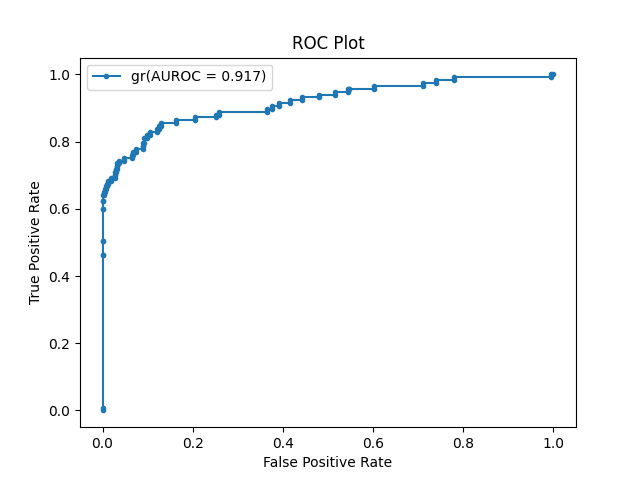 ROC Plot
gr(AUROC = 0.917)
1.0
0.8
0.6
0.4
0.2
0.0
True Positive Rate
0.0 0.2 0.4 0.6 0.8 1.0
False Positive Rate